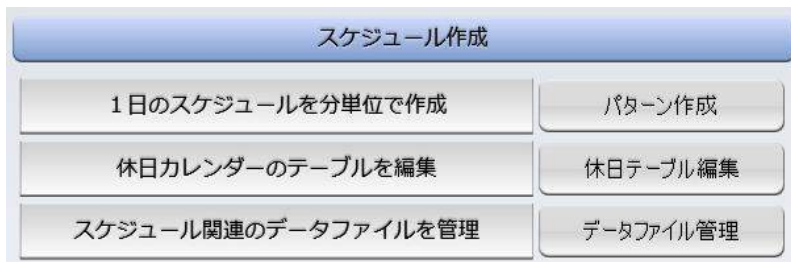 スケジュール作成
1日のスケジュールを分単位で作成
パターン作成
休日カレンダーのテーブルを編集
休日テーブル編集
スケジュール関連のデータファイルを管理
データファイル管理